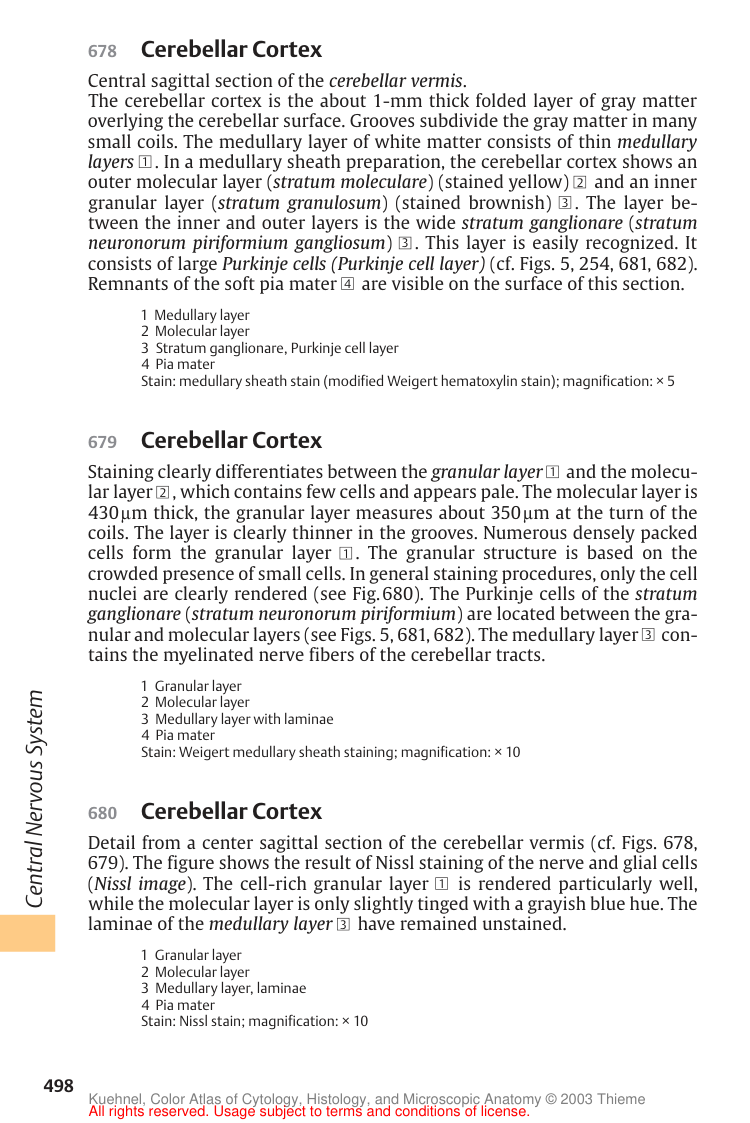 678 Cerebellar Cortex
Central sagittal section of the cerebellar vermis.
The cerebellar cortex is the about 1-mm thick folded layer of gray matter
overlying the cerebellar surface. Grooves subdivide the gray matter in many
small coils. The medullary layer of white matter consists of thin medullary
layers 1. In a medullary sheath preparation, the cerebellar cortex shows an
outer molecular layer (stratum moleculare) (stained yellow) 2 and an inner
granular layer (stratum granulosum) (stained brownish) 3. The layer be-
tween the inner and outer layers is the wide stratum ganglionare (stratum
neuronorum piriformium gangliosum) 3. This layer is easily recognized. It
consists of large Purkinje cells (Purkinje cell layer) (cf. Figs. 5, 254, 681, 682).
Remnants of the soft pia mater 4 are visible on the surface of this section.
1 Medullary layer
2 Molecular layer
3 Stratum ganglionare, Purkinje cell layer
4 Pia mater
Stain: medullary sheath stain (modified Weigert hematoxylin stain); magnification: × 5
679 Cerebellar Cortex
Staining clearly differentiates between the granular layer 1 and the molecu-
lar layer 2, which contains few cells and appears pale. The molecular layer is
430 µm thick, the granular layer measures about 350 µm at the turn of the
coils. The layer is clearly thinner in the grooves. Numerous densely packed
cells form the granular layer 1. The granular structure is based on the
crowded presence of small cells. In general staining procedures, only the cell
nuclei are clearly rendered (see Fig. 680). The Purkinje cells of the stratum
ganglionare (stratum neuronorum piriformium) are located between the gra-
nular and molecular layers (see Figs. 5, 681, 682). The medullary layer 3 con-
tains the myelinated nerve fibers of the cerebellar tracts.
1 Granular layer
2 Molecular layer
3 Medullary layer with laminae
4 Pia mater
Stain: Weigert medullary sheath staining; magnification: × 10
680 Cerebellar Cortex
Detail from a center sagittal section of the cerebellar vermis (cf. Figs. 678,
679). The figure shows the result of Nissl staining of the nerve and glial cells
(Nissl image). The cell-rich granular layer 1 is rendered particularly well,
while the molecular layer is only slightly tinged with a grayish blue hue. The
laminae of the medullary layer 3 have remained unstained.
1 Granular layer
2 Molecular layer
3 Medullary layer, laminae
4 Pia mater
Stain: Nissl stain; magnification: × 10
Central Nervous System
498
Kuehnel, Color Atlas of Cytology, Histology, and Microscopic Anatomy © 2003 Thieme
All rights reserved. Usage subject to terms and conditions of license.